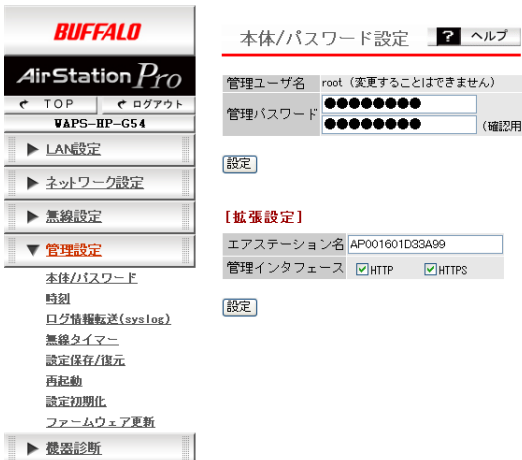 BUFFALO
AirStation Pro
TOP ログアウト
WAPS-HP-G54
LAN設定
ネットワーク設定
無線設定
管理設定
本体/パスワード
時刻
ログ情報転送(syslog)
無線タイマー
設定保存/復元
再起動
設定初期化
ファームウェア更新
機器診断
本体/パスワード設定 ? ヘルプ
管理ユーザ名 root (変更することはできません)
管理パスワード ●●●●●●●●
●●●●●●●● (確認用
設定
[拡張設定]
エアステーション名 AP001601D33A99
管理インタフェース HTTP HTTPS
設定